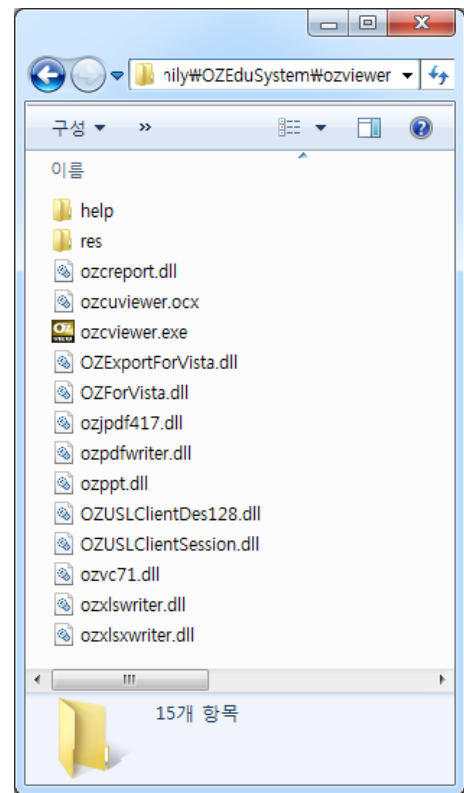 nily₩OZEduSystem₩ozviewer
구성 »
이름
help
res
ozcreport.dll
ozcuviewer.ocx
ozcviewer.exe
OZExportForVista.dll
OZForVista.dll
ozjpdf417.dll
ozpdfwriter.dll
ozppt.dll
OZUSLClientDes128.dll
OZUSLClientSession.dll
ozvc71.dll
ozxlswriter.dll
ozxlsxwriter.dll
15개 항목